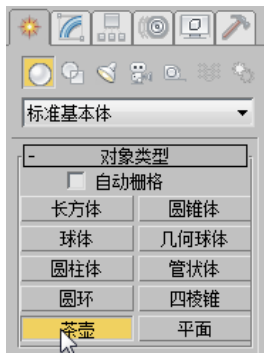 标准基本体
- 对象类型
自动栅格
长方体 圆锥体
球体 几何球体
圆柱体 管状体
圆环 四棱锥
茶壶 平面